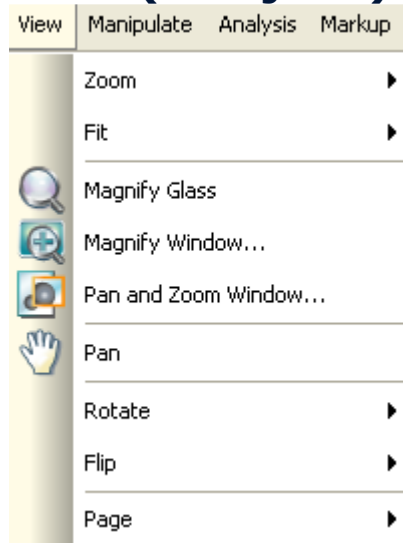 View Manipulate Analysis Markup
Zoom
Fit
Magnify Glass
Magnify Window...
Pan and Zoom Window...
Pan
Rotate
Flip
Page